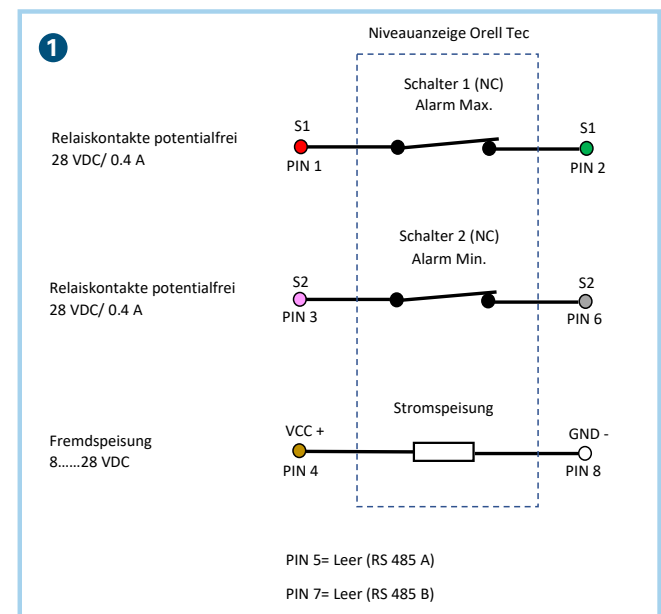 1
Niveauanzeige Orell Tec
Schalter 1 (NC)
Alarm Max.
Relaiskontakte potentialfrei
28 VDC/ 0.4 A
S1
PIN 1
S1
PIN 2
Schalter 2 (NC)
Alarm Min.
Relaiskontakte potentialfrei
28 VDC/ 0.4 A
S2
PIN 3
S2
PIN 6
Stromspeisung
Fremdspeisung
8......28 VDC
VCC +
PIN 4
GND -
PIN 8
PIN 5= Leer (RS 485 A)
PIN 7= Leer (RS 485 B)